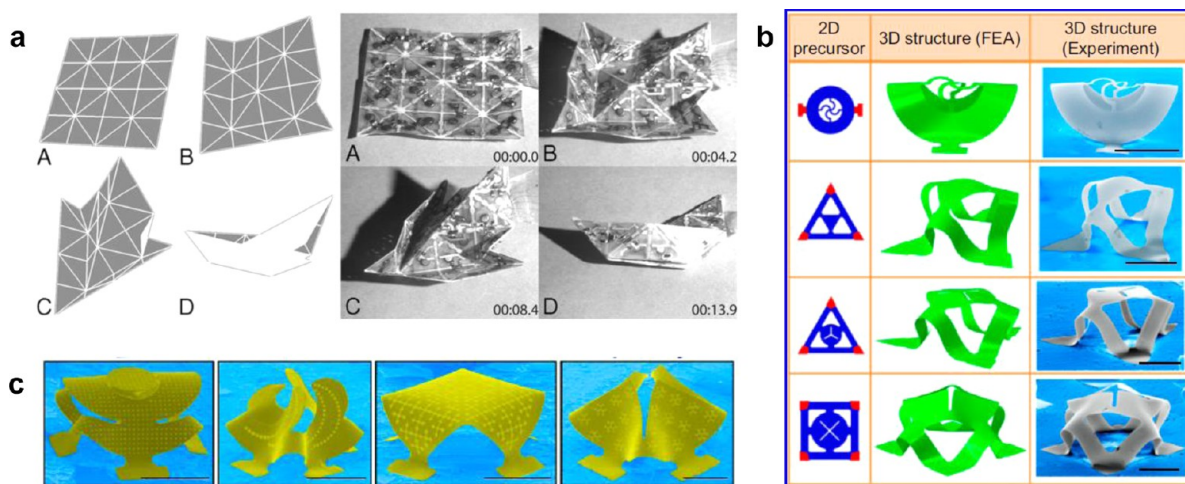 a
A
B
C
D
A
00:00.0
B
00:04.2
C
00:08.4
D
00:13.9
b
2D
precursor
3D structure (FEA)
3D structure
(Experiment)
c